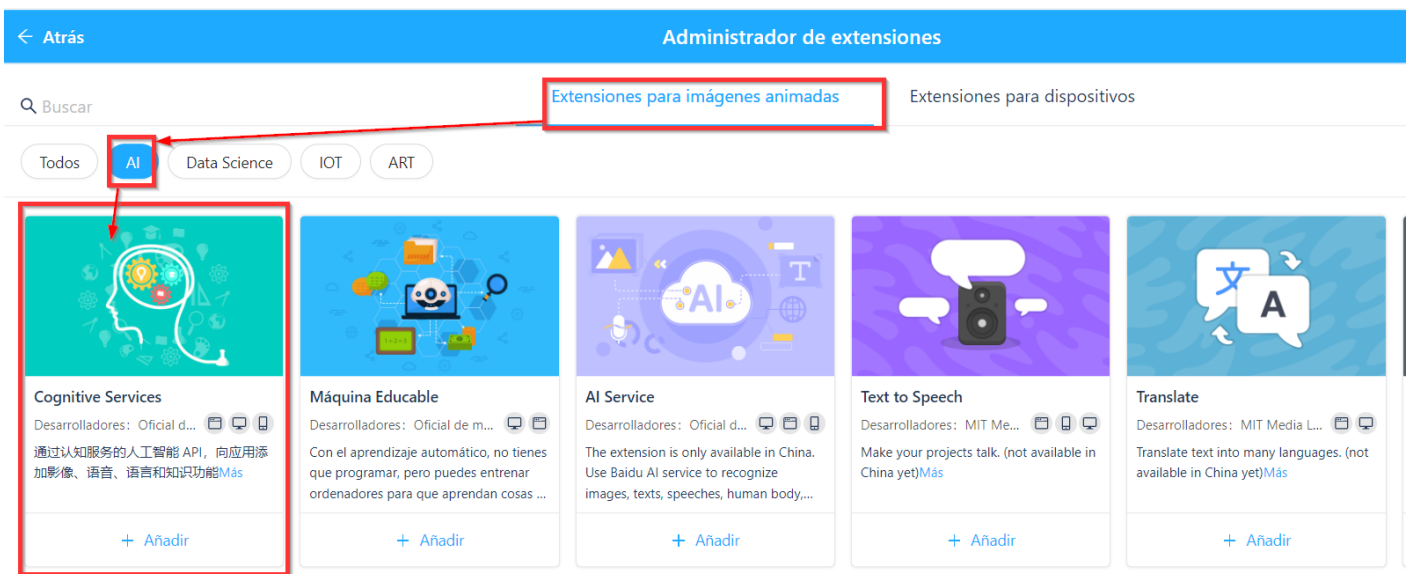 ← Atrás
Administrador de extensiones
Buscar
Extensiones para imágenes animadas
Extensiones para dispositivos
Todos
AI
Data Science
IOT
ART
1+2=3
AI
T
文
A
Cognitive Services
Desarrolladores: Oficial d...
通过认知服务的人工智能 API，向应用添
加影像、语音、语言和知识功能Más
+ Añadir
Máquina Educable
Desarrolladores: Oficial de m...
Con el aprendizaje automático, no tienes
que programar, pero puedes entrenar
ordenadores para que aprendan cosas ...
+ Añadir
AI Service
Desarrolladores: Oficial d...
The extension is only available in China.
Use Baidu AI service to recognize
images, texts, speeches, human body,...
+ Añadir
Text to Speech
Desarrolladores: MIT Me...
Make your projects talk. (not available in
China yet)Más
+ Añadir
Translate
Desarrolladores: MIT Media L...
Translate text into many languages. (not
available in China yet)Más
+ Añadir